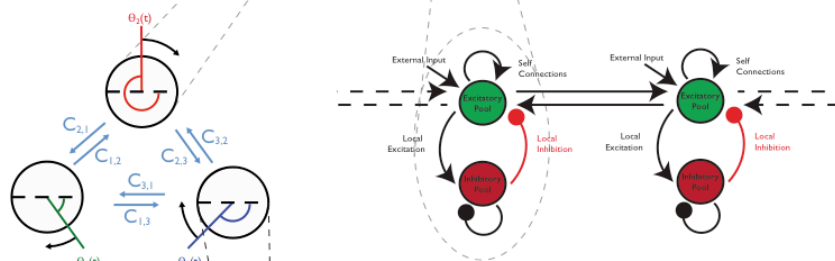 Θ₂(t)
C₂,₁
C₁,₂
C₃,₂
C₂,₃
C₃,₁
C₁,₃
External Input
Self
Connections
Excitatory
Pool
Local
Excitation
Local
Inhibition
Inhibitory
Pool
External Input
Self
Connections
Excitatory
Pool
Local
Excitation
Local
Inhibition
Inhibitory
Pool